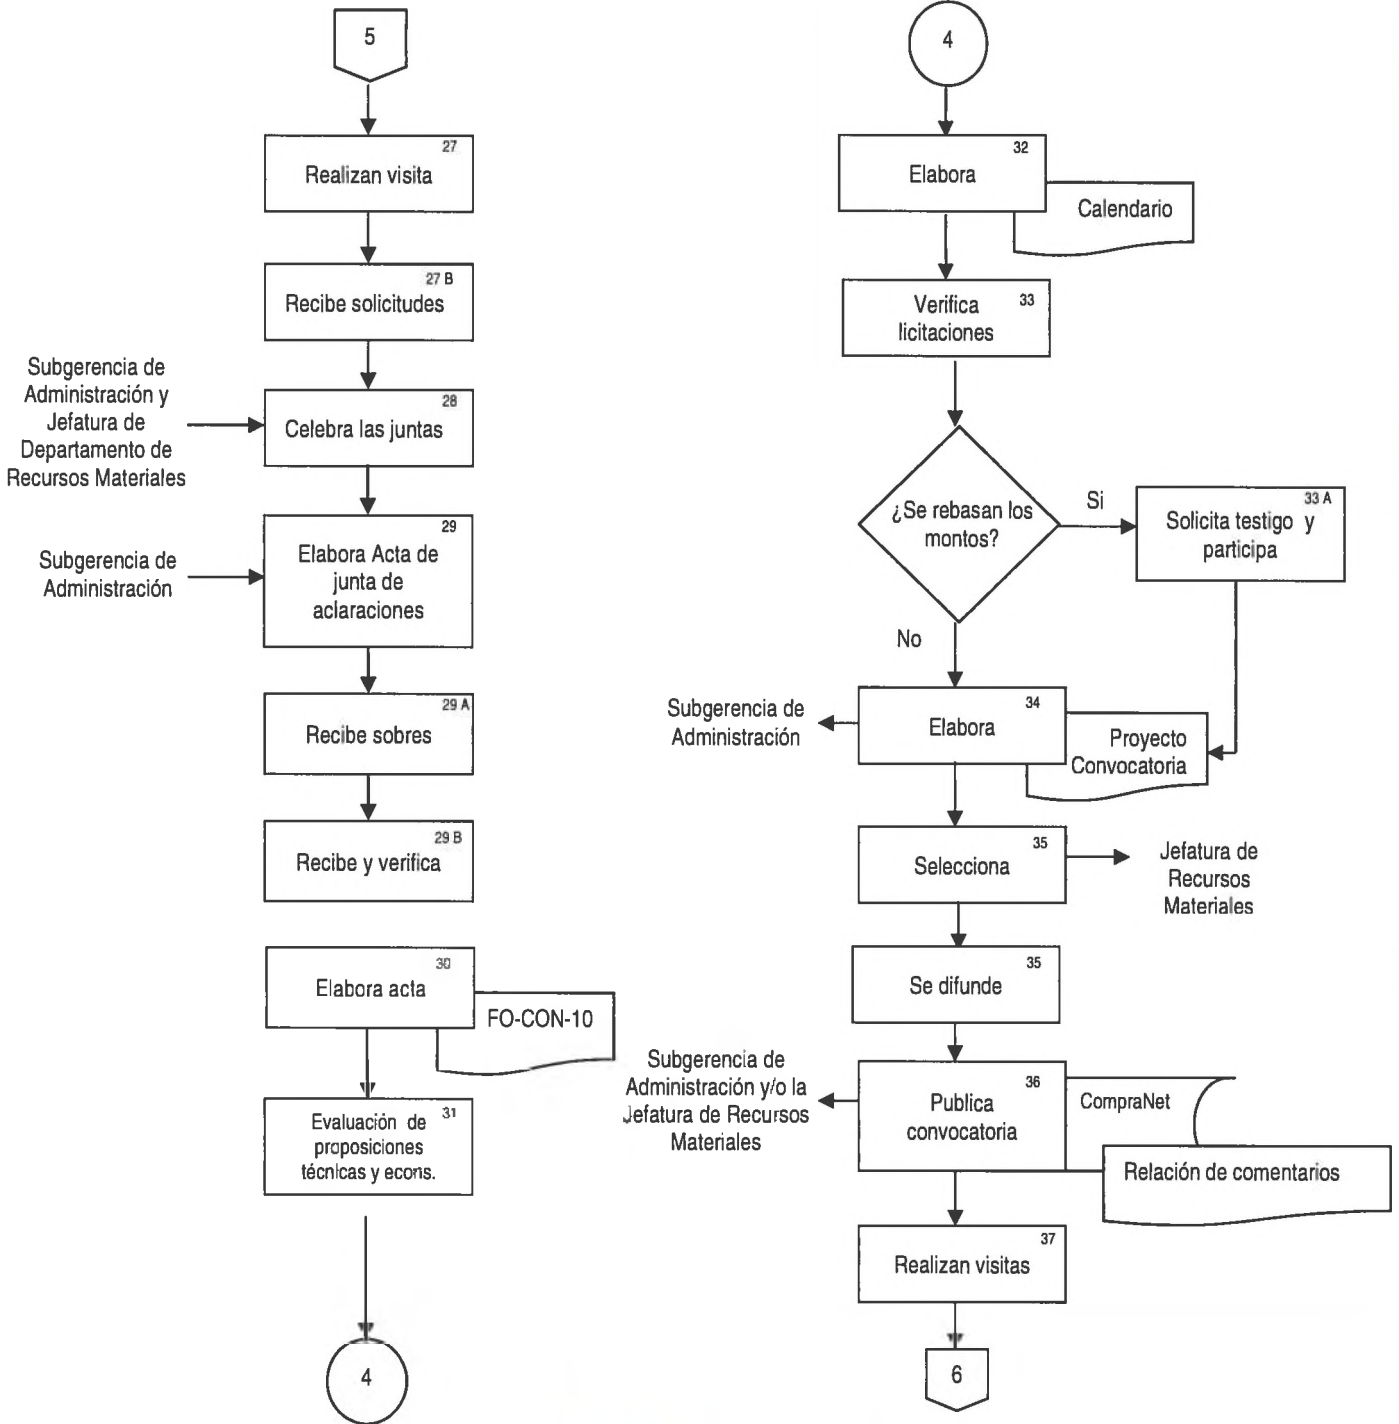 5
27
Realizan visita
27 B
Recibe solicitudes
Subgerencia de
Administración y
Jefatura de
Departamento de
Recursos Materiales
28
Celebra las juntas
Subgerencia de
Administración
29
Elabora Acta de
junta de
aclaraciones
29 A
Recibe sobres
29 B
Recibe y verifica
30
Elabora acta
FO-CON-10
31
Evaluación de
proposiciones
técnicas y econs.
4
4
32
Elabora
Calendario
33
Verifica
licitaciones
¿Se rebasan los
montos?
Si
33 A
Solicita testigo y
participa
No
Subgerencia de
Administración
34
Elabora
Proyecto
Convocatoria
35
Selecciona
Jefatura de
Recursos
Materiales
35
Se difunde
Subgerencia de
Administración y/o la
Jefatura de Recursos
Materiales
36
Publica
convocatoria
CompraNet
Relación de comentarios
37
Realizan visitas
6